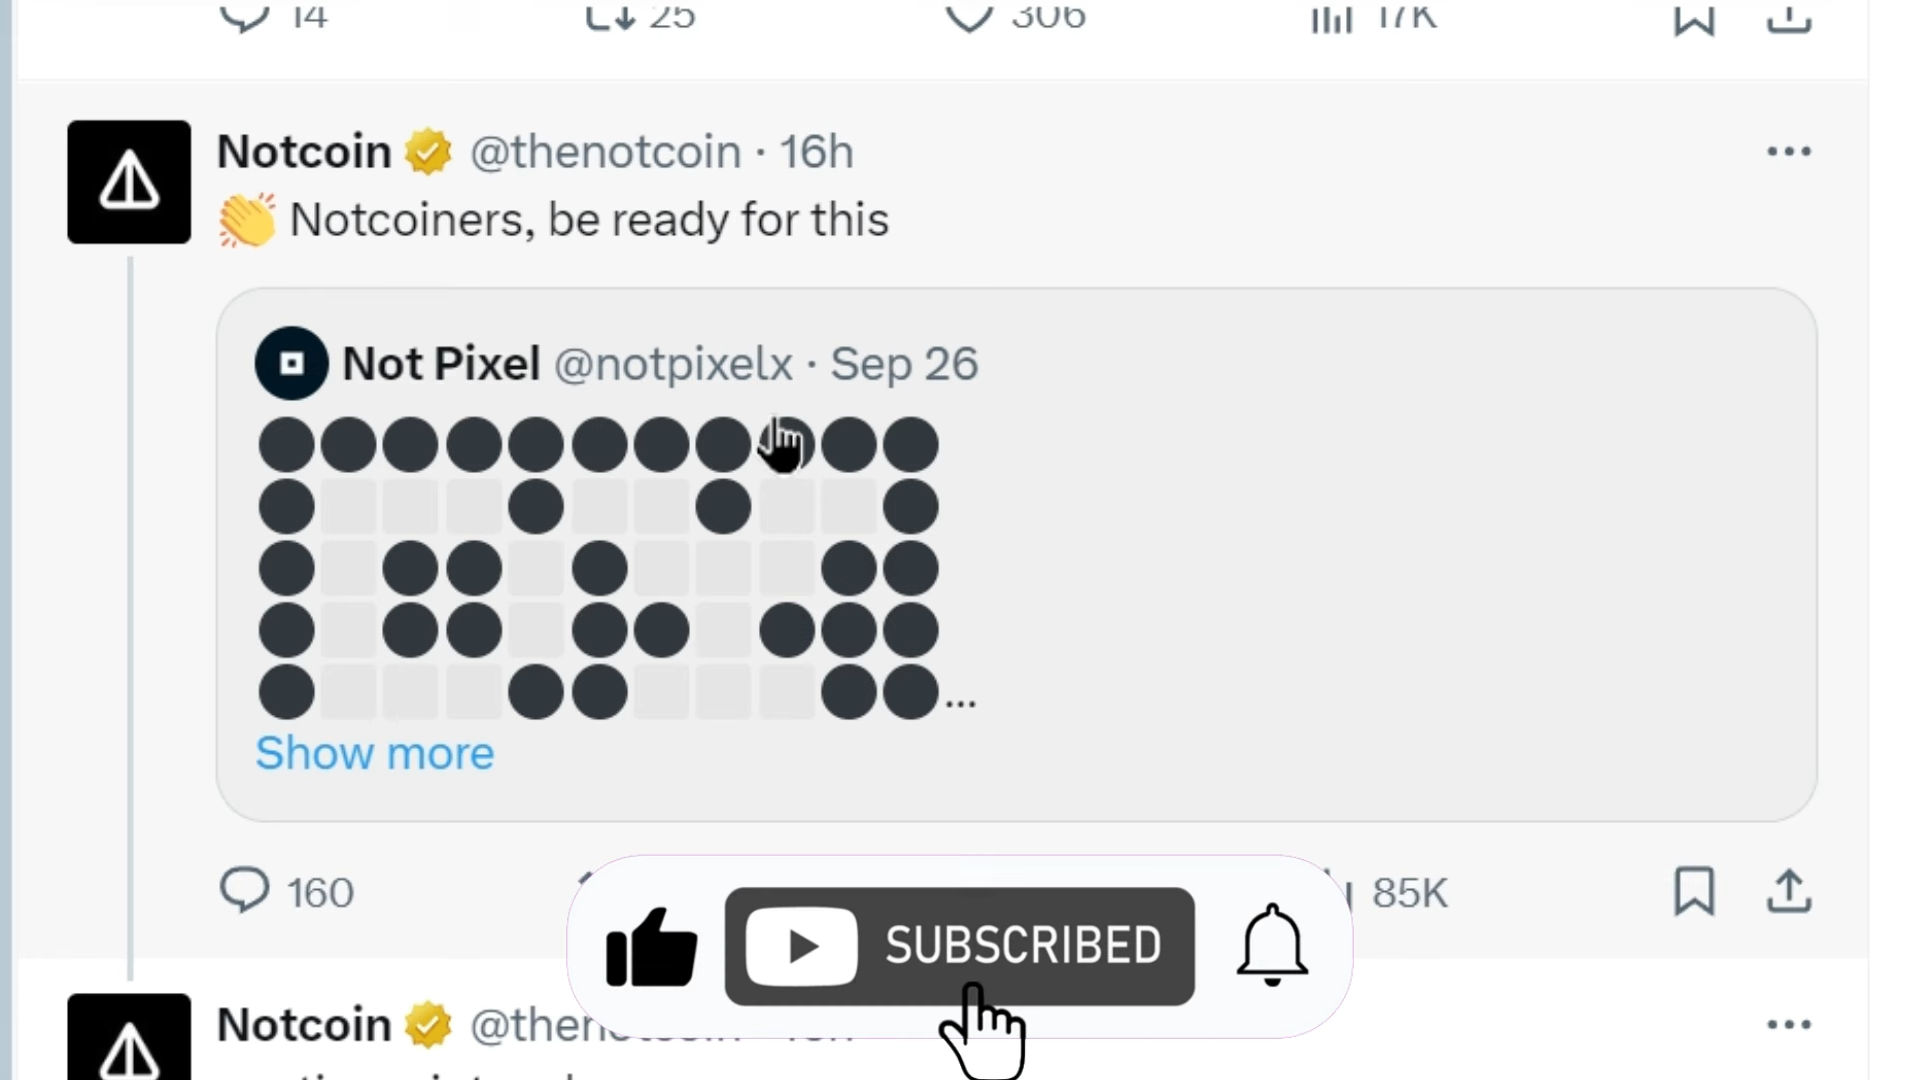 14 25 306 17K
Notcoin @thenotcoin · 16h
👏 Notcoiners, be ready for this
Not Pixel @notpixelx · Sep 26
...
Show more
160 85K
SUBSCRIBED
Notcoin